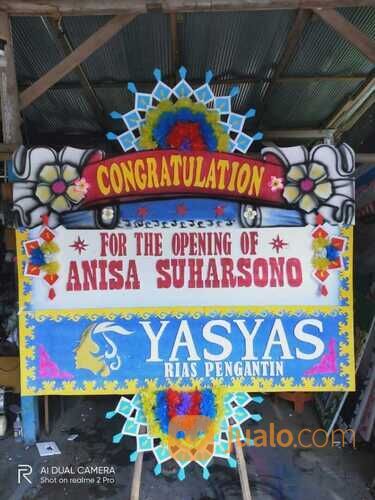 CONGRATULATION
FOR THE OPENING OF
ANISA SUHARSONO
YASYAS
RIAS PENGANTIN
jualo.com
AI DUAL CAMERA
Shot on realme 2 Pro